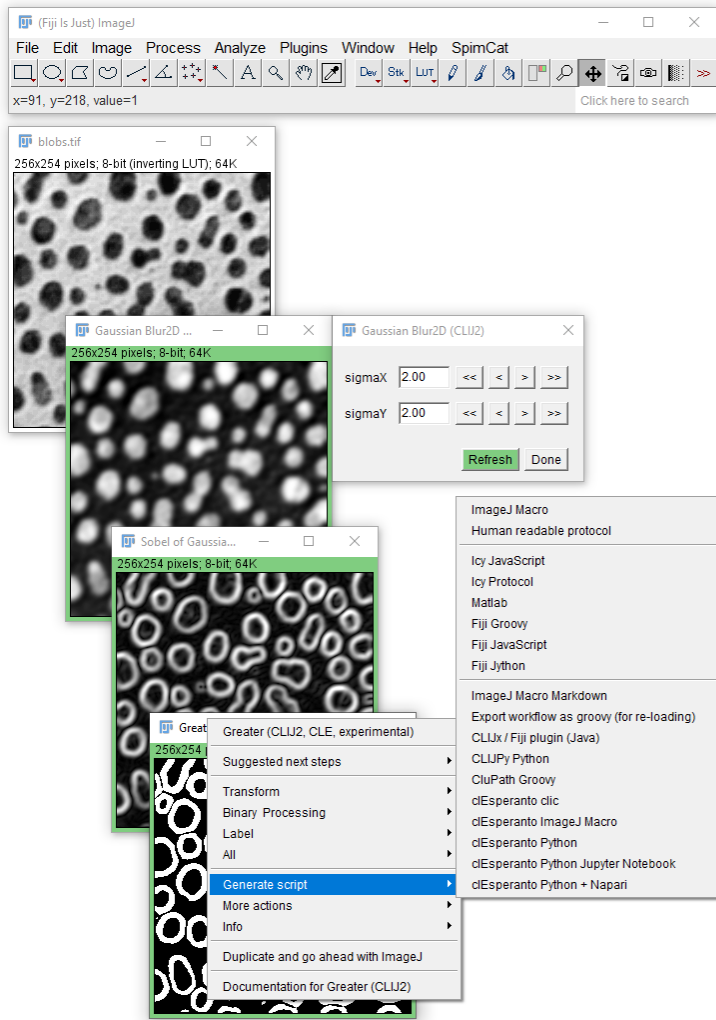 (Fiji Is Just) ImageJ
File Edit Image Process Analyze Plugins Window Help SpimCat
A Dev Stk LUT >>
x=91, y=218, value=1
Click here to search
blobs.tif
256x254 pixels; 8-bit (inverting LUT); 64K
Gaussian Blur2D ...
256x254 pixels; 8-bit; 64K
Gaussian Blur2D (CLIJ2)
sigmaX 2.00 << < > >>
sigmaY 2.00 << < > >>
Refresh Done
Sobel of Gaussia...
256x254 pixels; 8-bit; 64K
Great
256x254
Greater (CLIJ2, CLE, experimental)
Suggested next steps
Transform
Binary Processing
Label
All
Generate script
More actions
Info
Duplicate and go ahead with ImageJ
Documentation for Greater (CLIJ2)
ImageJ Macro
Human readable protocol
Icy JavaScript
Icy Protocol
Matlab
Fiji Groovy
Fiji JavaScript
Fiji Jython
ImageJ Macro Markdown
Export workflow as groovy (for re-loading)
CLIJx / Fiji plugin (Java)
CLIJPy Python
CluPath Groovy
clEsperanto clic
clEsperanto ImageJ Macro
clEsperanto Python
clEsperanto Python Jupyter Notebook
clEsperanto Python + Napari